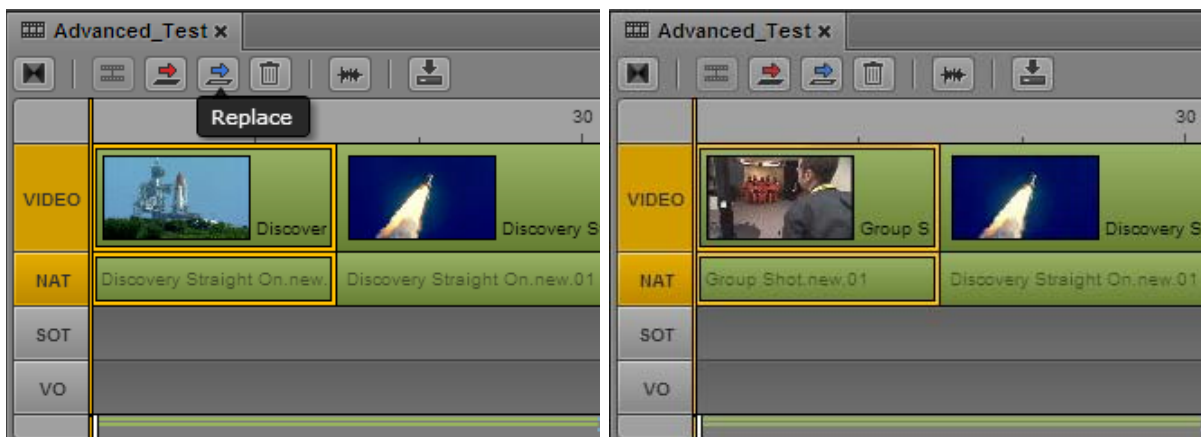 Advanced_Test ×
Replace
30
VIDEO
Discover
Discovery S
NAT
Discovery Straight On.new.
Discovery Straight On.new.01
SOT
VO
Advanced_Test ×
30
VIDEO
Group S
Discovery S
NAT
Group Shot.new.01
Discovery Straight On.new.01
SOT
VO